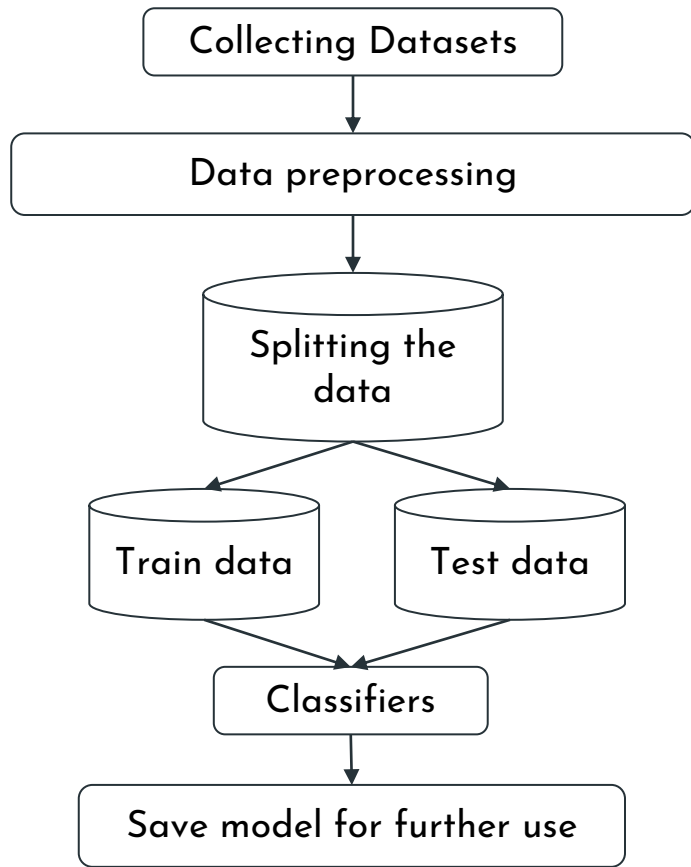 Collecting Datasets
Data preprocessing
Splitting the
data
Train data
Test data
Classifiers
Save model for further use